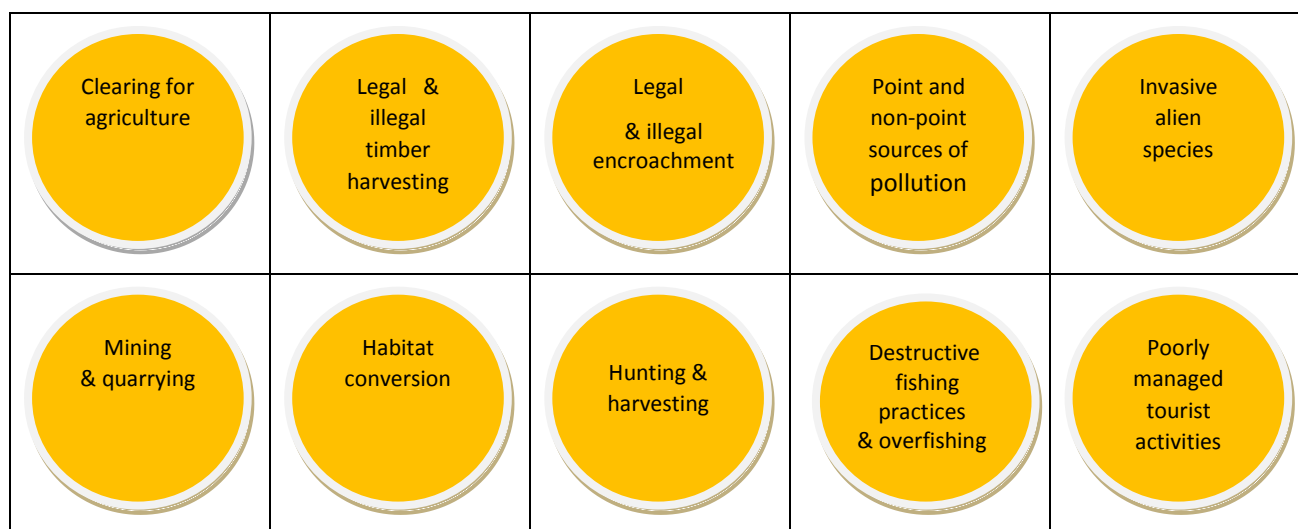 Clearing for
agriculture
Legal & 
illegal
timber
harvesting
Legal
& illegal
encroachment
Point and
non-point
sources of
pollution
Invasive
alien
species
Mining
& quarrying
Habitat
conversion
Hunting &
harvesting
Destructive
fishing
practices
& overfishing
Poorly
managed
tourist
activities